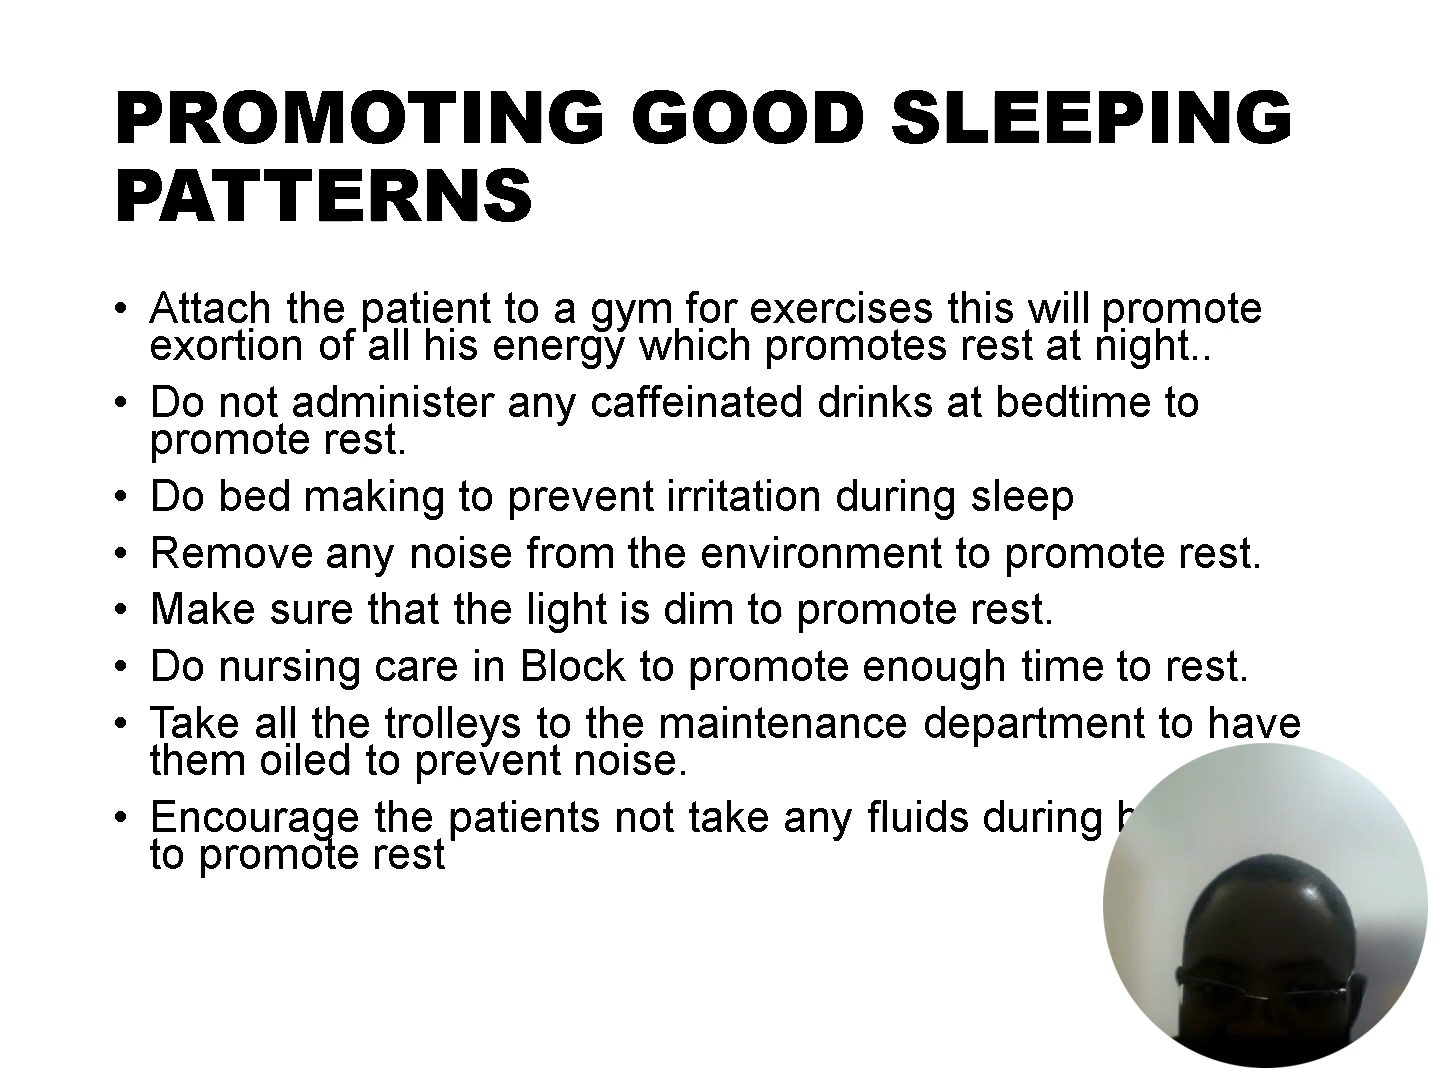 PROMOTING GOOD SLEEPING
PATTERNS
• Attach the patient to a gym for exercises this will promote
exortion of all his energy which promotes rest at night..
• Do not administer any caffeinated drinks at bedtime to
promote rest.
• Do bed making to prevent irritation during sleep
• Remove any noise from the environment to promote rest.
• Make sure that the light is dim to promote rest.
• Do nursing care in Block to promote enough time to rest.
• Take all the trolleys to the maintenance department to have
them oiled to prevent noise.
• Encourage the patients not take any fluids during
to promote rest